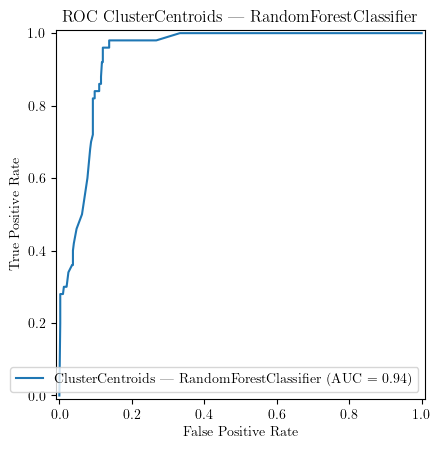 ROC ClusterCentroids — RandomForestClassifier
1.0
0.8
0.6
0.4
0.2
0.0
True Positive Rate
ClusterCentroids — RandomForestClassifier (AUC = 0.94)
0.0 0.2 0.4 0.6 0.8 1.0
False Positive Rate